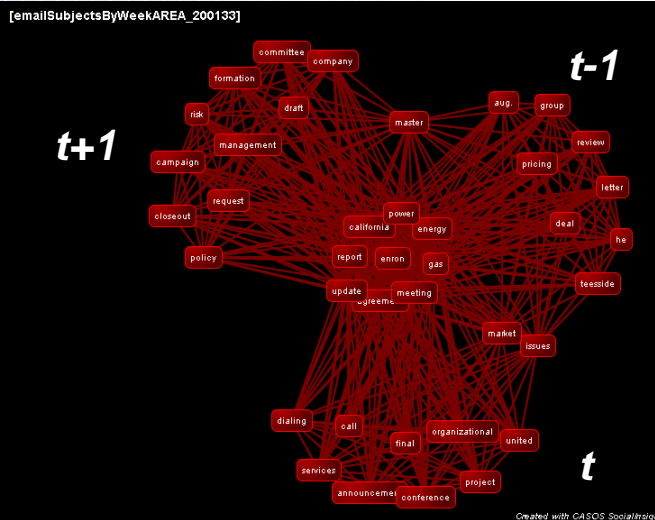 [emailSubjectsByWeekAREA_200133]
t-1
t+1
t
committee
company
formation
draft
risk
management
campaign
request
closeout
policy
master
aug.
group
review
pricing
letter
deal
he
teesside
power
california
energy
report
enron
gas
update
meeting
market
issues
dialing
call
final
organizational
united
services
project
conference
Created with CASOS